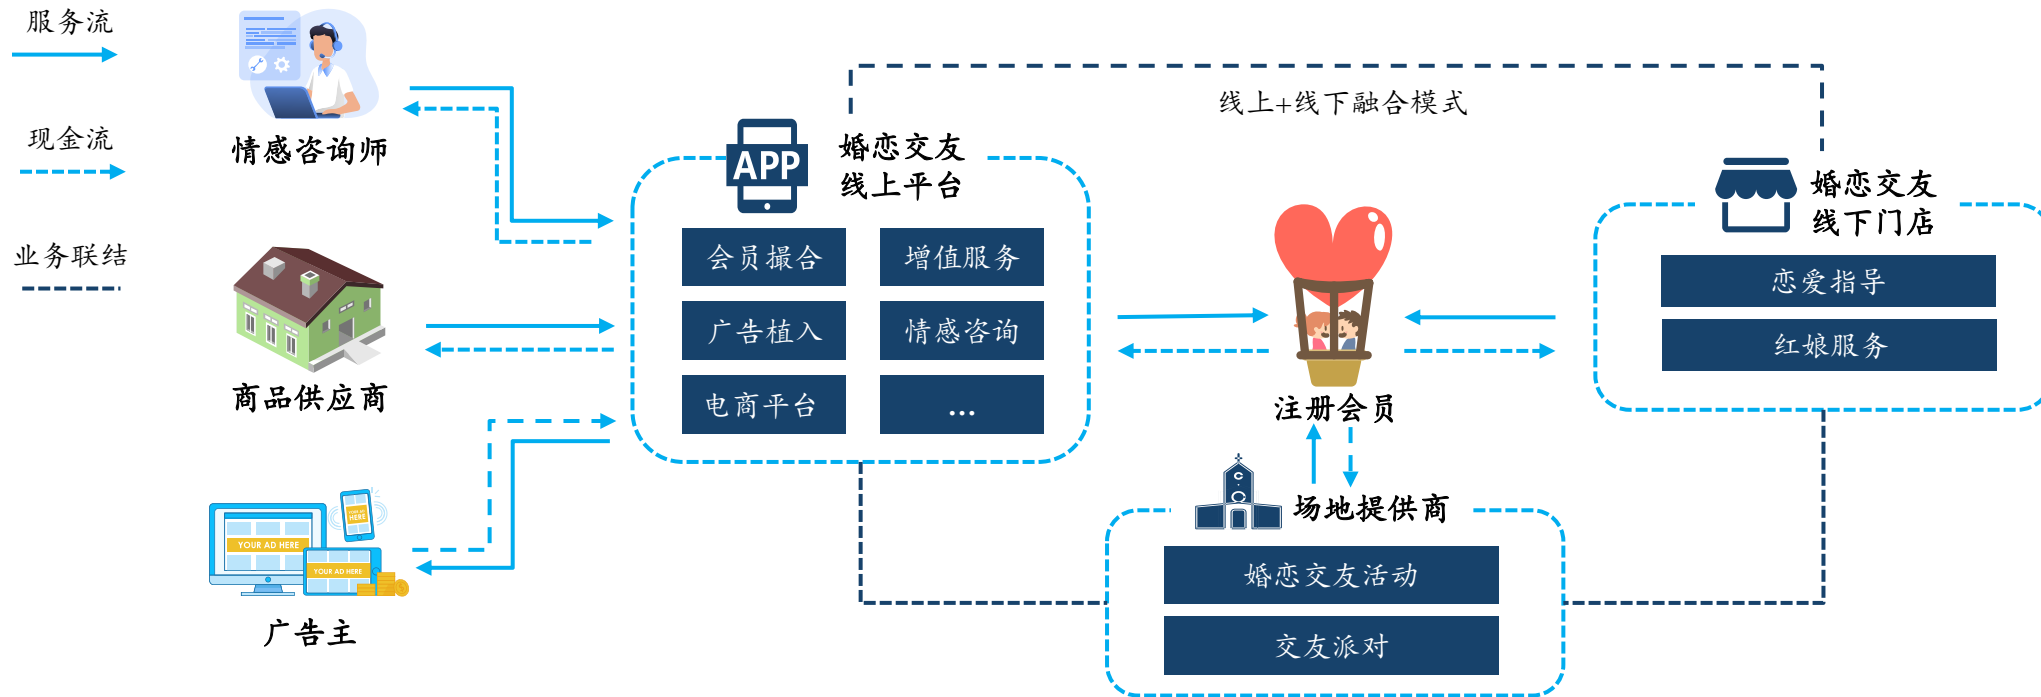 服务流
现金流
业务联结
情感咨询师
商品供应商
YOUR AD HERE
YOUR AD HERE
YOUR AD
HERE
广告主
线上+线下融合模式
APP
婚恋交友
线上平台
会员撮合
增值服务
广告植入
情感咨询
电商平台
...
注册会员
婚恋交友
线下门店
恋爱指导
红娘服务
场地提供商
婚恋交友活动
交友派对